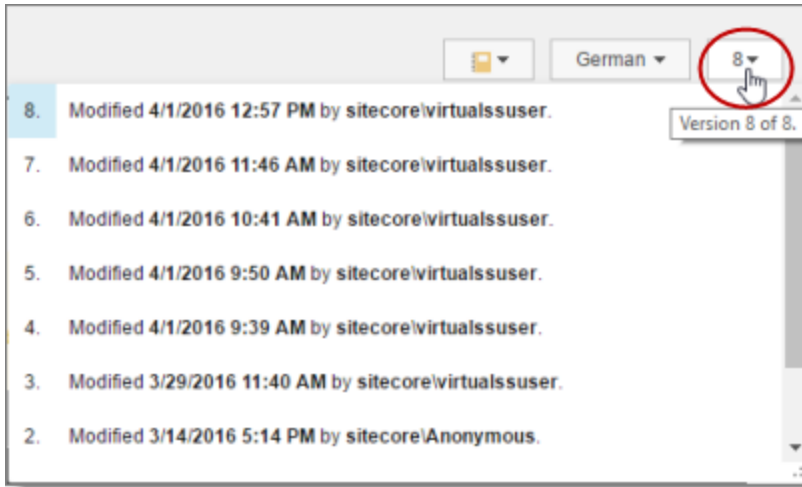 German 8
Version 8 of 8.
8. Modified 4/1/2016 12:57 PM by sitecore\virtualssuser.
7. Modified 4/1/2016 11:46 AM by sitecore\virtualssuser.
6. Modified 4/1/2016 10:41 AM by sitecore\virtualssuser.
5. Modified 4/1/2016 9:50 AM by sitecore\virtualssuser.
4. Modified 4/1/2016 9:39 AM by sitecore\virtualssuser.
3. Modified 3/29/2016 11:40 AM by sitecore\virtualssuser.
2. Modified 3/14/2016 5:14 PM by sitecore\Anonymous.